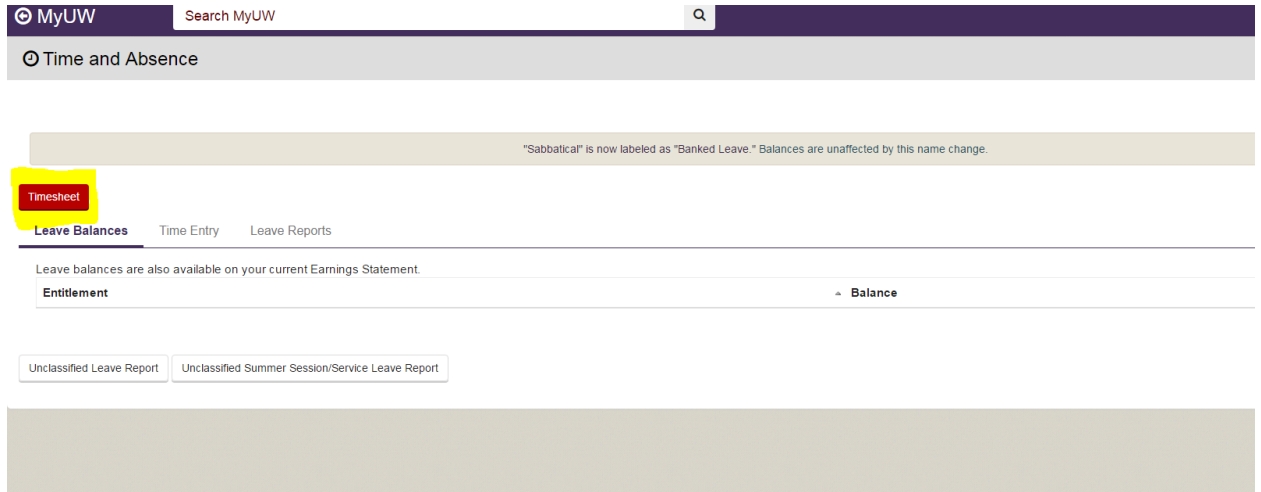 MyUW Search MyUW
Time and Absence
"Sabbatical" is now labeled as "Banked Leave." Balances are unaffected by this name change.
Timesheet
Leave Balances Time Entry Leave Reports
Leave balances are also available on your current Earnings Statement.
Entitlement Balance
Unclassified Leave Report Unclassified Summer Session/Service Leave Report